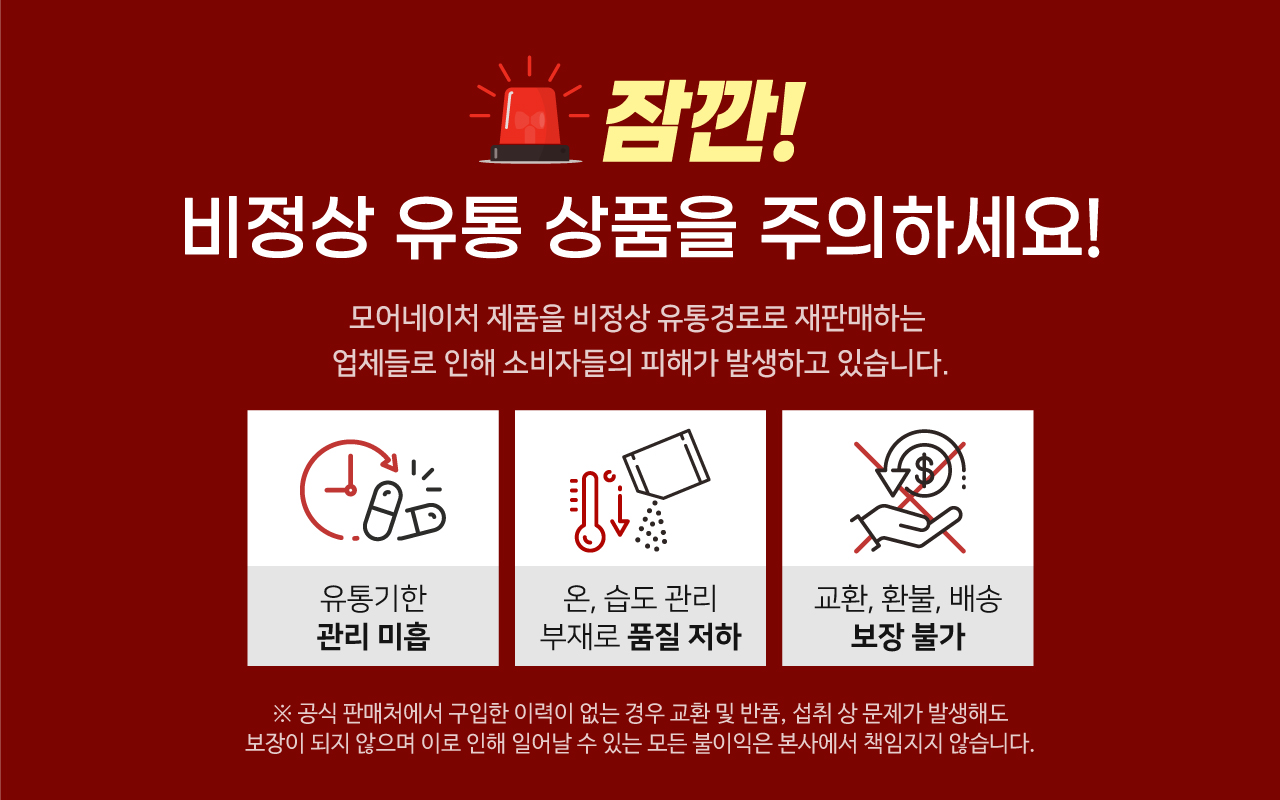 잠깐!
비정상 유통 상품을 주의하세요!
모어네이처 제품을 비정상 유통경로로 재판매하는
업체들로 인해 소비자들의 피해가 발생하고 있습니다.
유통기한
관리 미흡
온, 습도 관리
부재로 품질 저하
$
교환, 환불, 배송
보장 불가
※ 공식 판매처에서 구입한 이력이 없는 경우 교환 및 반품, 섭취 상 문제가 발생해도
보장이 되지 않으며 이로 인해 일어날 수 있는 모든 불이익은 본사에서 책임지지 않습니다.